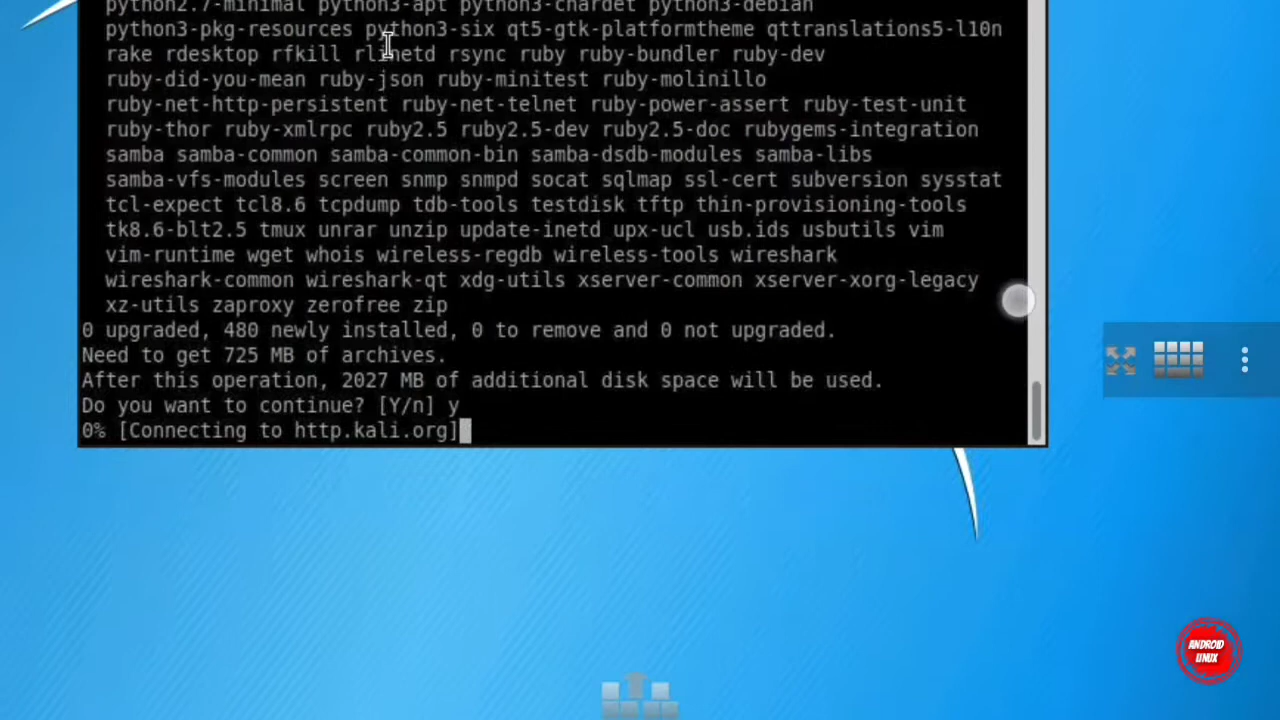 python2.7-minimal python3-apt python3-chardet python3-debian
python3-pkg-resources python3-six qt5-gtk-platformtheme qttranslations5-l10n
rake rdesktop rfkill rlinetd rsync ruby ruby-bundler ruby-dev
ruby-did-you-mean ruby-json ruby-minitest ruby-molinillo
ruby-net-http-persistent ruby-net-telnet ruby-power-assert ruby-test-unit
ruby-thor ruby-xmlrpc ruby2.5 ruby2.5-dev ruby2.5-doc rubygems-integration
samba samba-common samba-common-bin samba-dsdb-modules samba-libs
samba-vfs-modules screen snmp snmpd socat sqlmap ssl-cert subversion sysstat
tcl-expect tcl8.6 tcpdump tdb-tools testdisk tftp thin-provisioning-tools
tk8.6-blt2.5 tmux unrar unzip update-inetd upx-ucl usb.ids usbutils vim
vim-runtime wget whois wireless-regdb wireless-tools wireshark
wireshark-common wireshark-qt xdg-utils xserver-common xserver-xorg-legacy
xz-utils zaproxy zerofree zip
0 upgraded, 480 newly installed, 0 to remove and 0 not upgraded.
Need to get 725 MB of archives.
After this operation, 2027 MB of additional disk space will be used.
Do you want to continue? [Y/n] y
0% [Connecting to http.kali.org]
ANDROID
LINUX